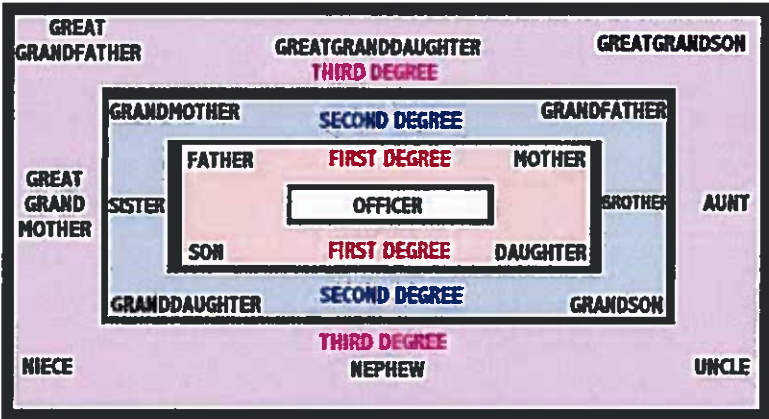 GREAT
GRANDFATHER
GREATGRANDDAUGHTER
GREATGRANDSON
THIRD DEGREE
GRANDMOTHER
SECOND DEGREE
GRANDFATHER
FATHER
FIRST DEGREE
MOTHER
GREAT
GRAND
MOTHER
SISTER
OFFICER
BROTHER
AUNT
SON
FIRST DEGREE
DAUGHTER
GRANDDAUGHTER
SECOND DEGREE
GRANDSON
THIRD DEGREE
NIECE
NEPHEW
UNCLE